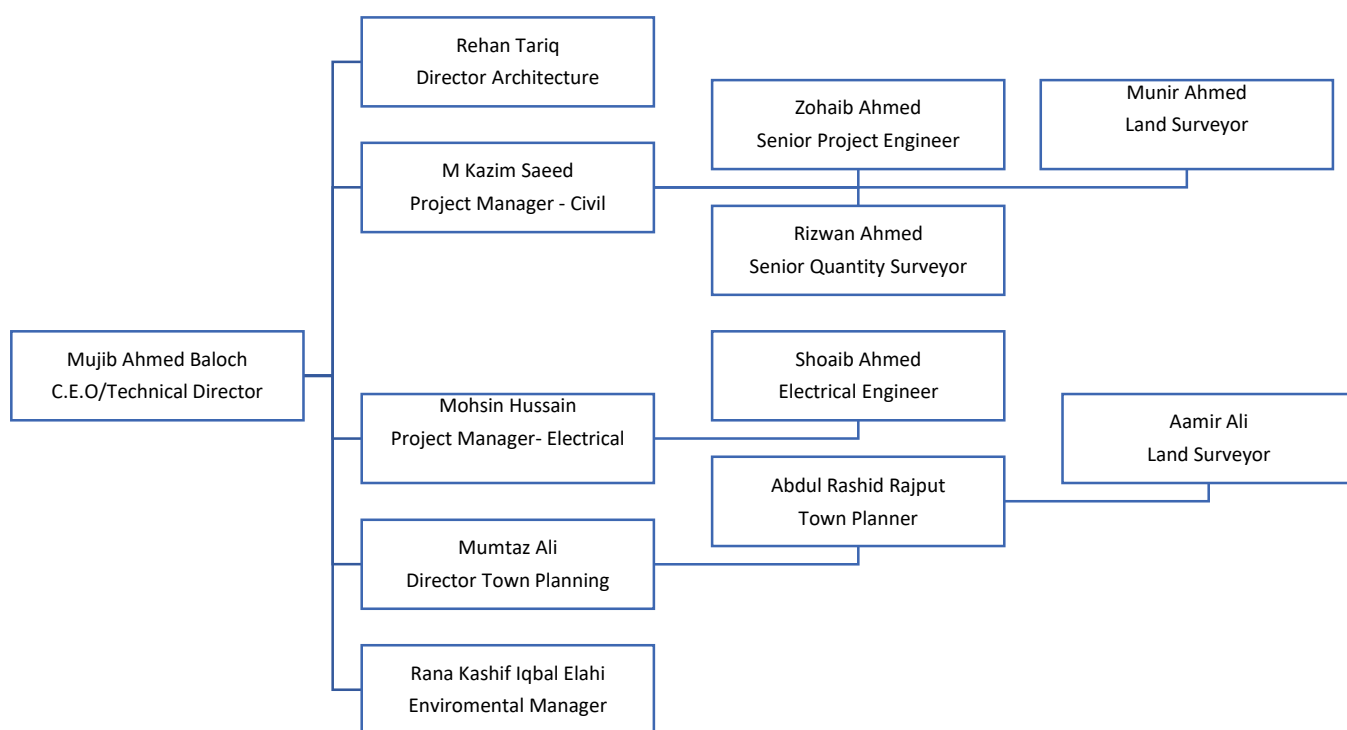 Rehan Tariq
Director Architecture
Zohaib Ahmed
Senior Project Engineer
Munir Ahmed
Land Surveyor
M Kazim Saeed
Project Manager - Civil
Rizwan Ahmed
Senior Quantity Surveyor
Mujib Ahmed Baloch
C.E.O/Technical Director
Shoaib Ahmed
Electrical Engineer
Mohsin Hussain
Project Manager- Electrical
Aamir Ali
Land Surveyor
Abdul Rashid Rajput
Town Planner
Mumtaz Ali
Director Town Planning
Rana Kashif Iqbal Elahi
Enviromental Manager